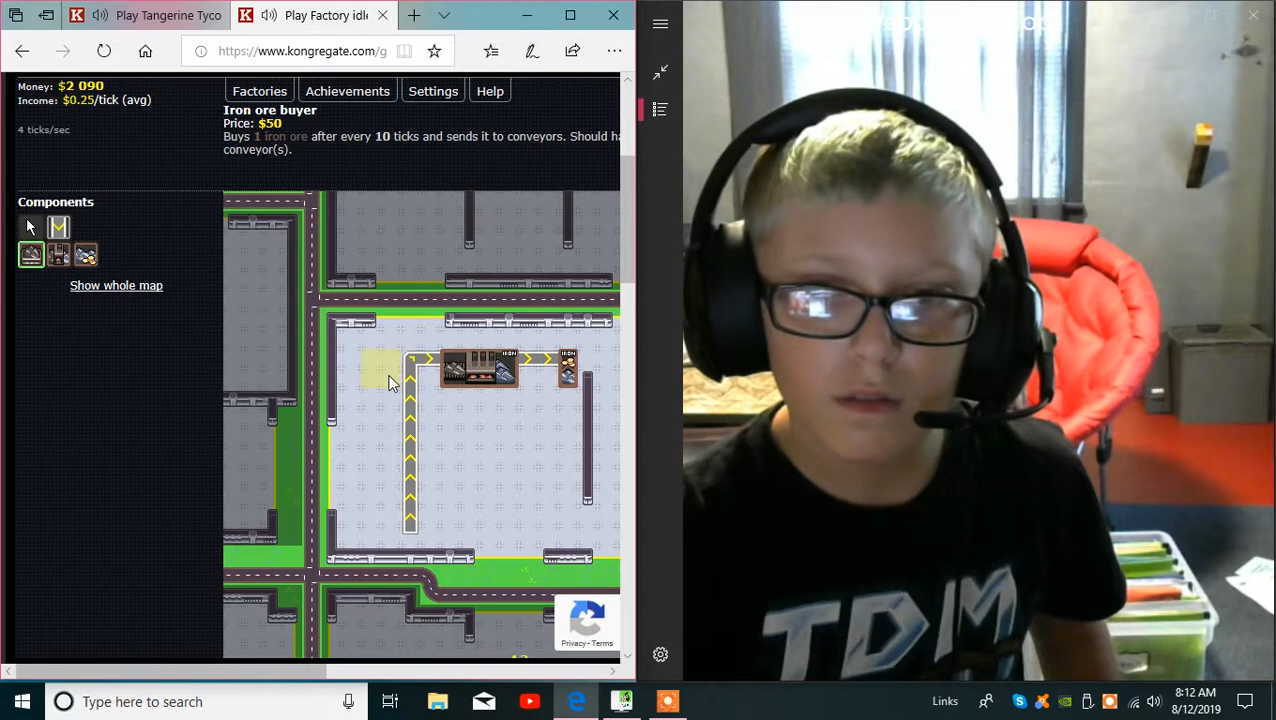 Play Tangerine Tyco
Play Factory idle
https://www.kongregate.com/g
Money: $2 090
Income: $0.25/tick (avg)
4 ticks/sec
Factories
Achievements
Settings
Help
Iron ore buyer
Price: $50
Buys 1 iron ore after every 10 ticks and sends it to conveyors. Should ha
conveyor(s).
Components
Show whole map
IRON
IRON
Privacy - Terms
TDM
Type here to search
Links
8:12 AM
8/12/2019